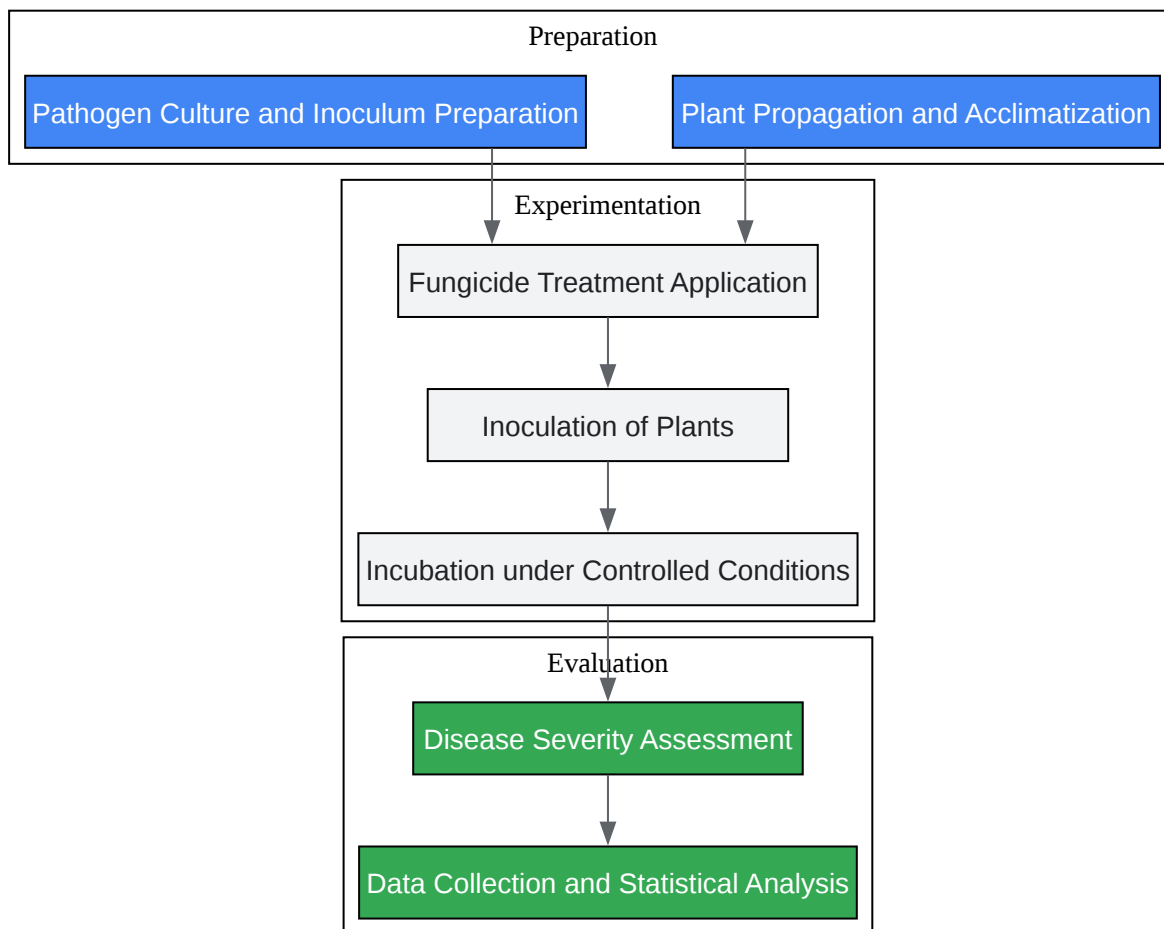 Preparation
Pathogen Culture and Inoculum Preparation
Plant Propagation and Acclimatization
Experimentation
Fungicide Treatment Application
Inoculation of Plants
Incubation under Controlled Conditions
Evaluation
Disease Severity Assessment
Data Collection and Statistical Analysis